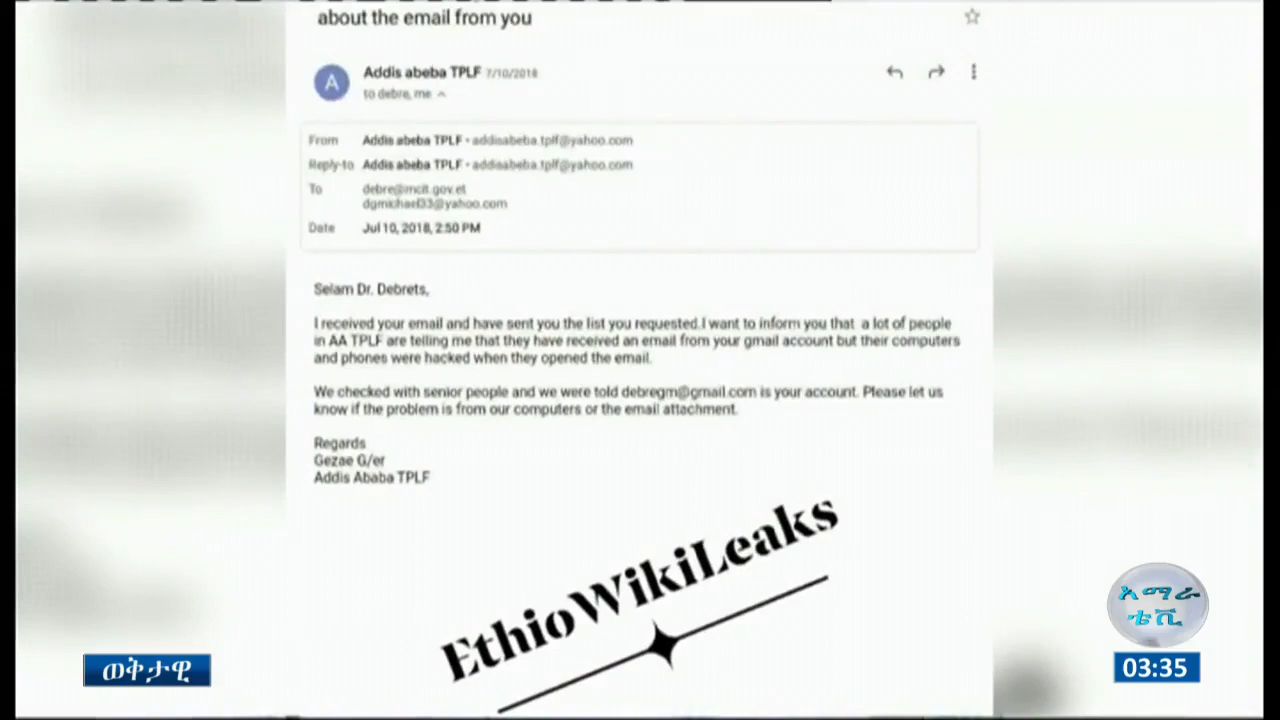 about the email from you
A
Addis abeba TPLF 7/10/2018
to debre, me
From Addis abeba TPLF • addisabeba.tplf@yahoo.com
Reply-to Addis abeba TPLF • addisabeba.tplf@yahoo.com
To debre@mcit.gov.et
dgmichael33@yahoo.com
Date Jul 10, 2018, 2:50 PM
Selam Dr. Debrets,
I received your email and have sent you the list you requested.I want to inform you that a lot of people
in AA TPLF are telling me that they have received an email from your gmail account but their computers
and phones were hacked when they opened the email.
We checked with senior people and we were told debregm@gmail.com is your account. Please let us
know if the problem is from our computers or the email attachment.
Regards
Gezae G/er
Addis Ababa TPLF
EthioWikiLeaks
አማራ
ቴቪ
ወቅታዊ
03:35